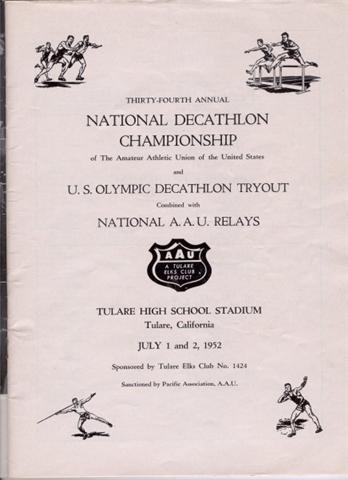 THIRTY-FOURTH ANNUAL
NATIONAL DECATHLON
CHAMPIONSHIP
of The Amateur Athletic Union of the United States
and
U. S. OLYMPIC DECATHLON TRYOUT
Combined with
NATIONAL A. A. U. RELAYS
AAU
A TULARE
ELKS CLUB
PROJECT
TULARE HIGH SCHOOL STADIUM
Tulare, California
JULY 1 and 2, 1952
Sponsored by Tulare Elks Club No. 1424
Sanctioned by Pacific Association, A.A.U.